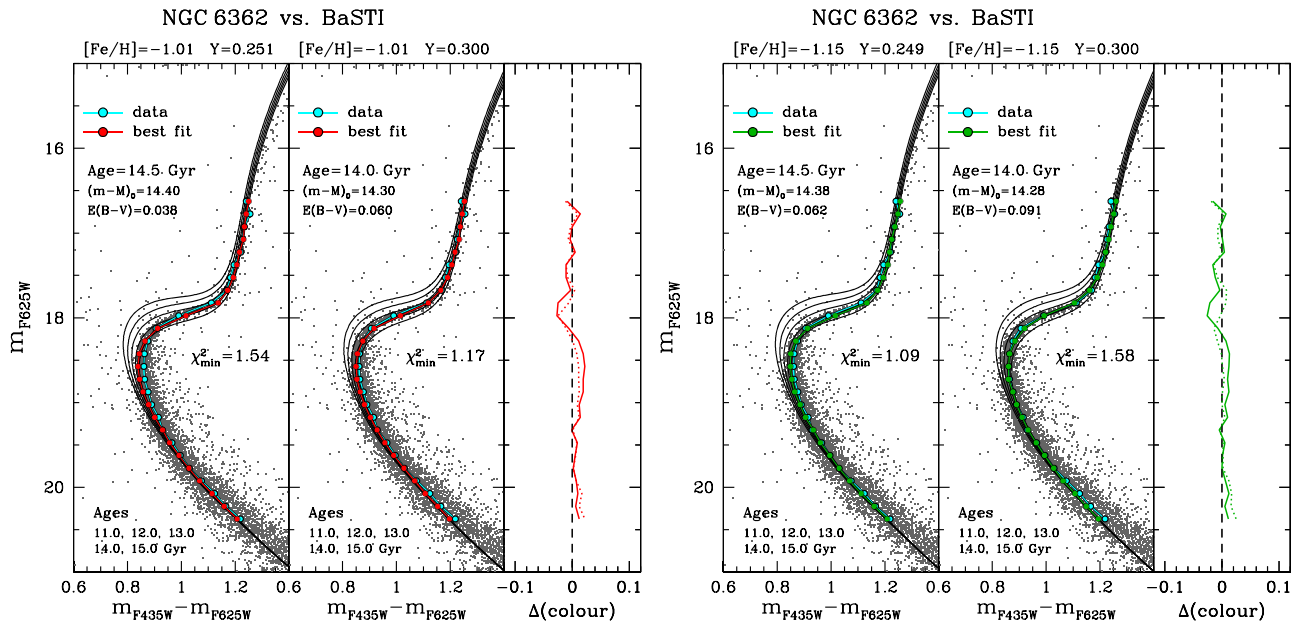 NGC 6362 vs. BaSTI
[Fe/H]=−1.01 Y=0.251
[Fe/H]=−1.01 Y=0.300
data
best fit
Age=14.5 Gyr
(m−M)₀=14.40
E(B−V)=0.038
χ²min=1.54
Ages
11.0, 12.0, 13.0
14.0, 15.0 Gyr
data
best fit
Age=14.0 Gyr
(m−M)₀=14.30
E(B−V)=0.060
χ²min=1.17
Ages
11.0, 12.0, 13.0
14.0, 15.0 Gyr
16
18
20
mF625W
0.6 0.8 1 1.2 0.6 0.8 1 1.2 −0.1 0 0.1
mF435W−mF625W
mF435W−mF625W
Δ(colour)
NGC 6362 vs. BaSTI
[Fe/H]=−1.15 Y=0.249
[Fe/H]=−1.15 Y=0.300
data
best fit
Age=14.5 Gyr
(m−M)₀=14.38
E(B−V)=0.062
χ²min=1.09
Ages
11.0, 12.0, 13.0
14.0, 15.0 Gyr
data
best fit
Age=14.0 Gyr
(m−M)₀=14.28
E(B−V)=0.091
χ²min=1.58
Ages
11.0, 12.0, 13.0
14.0, 15.0 Gyr
16
18
20
mF625W
0.6 0.8 1 1.2 0.6 0.8 1 1.2 −0.1 0 0.1
mF435W−mF625W
mF435W−mF625W
Δ(colour)